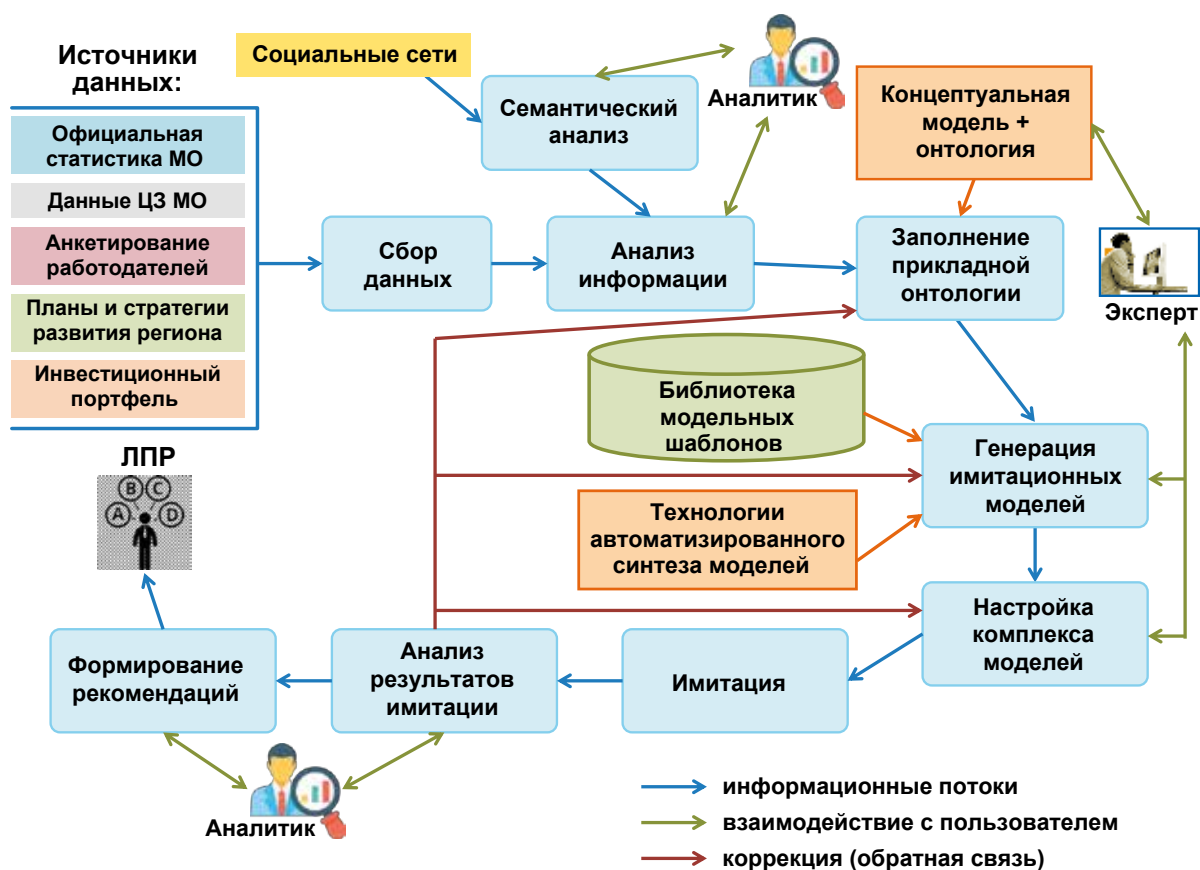 Источники
данных:
Социальные сети
Официальная
статистика МО
Данные ЦЗ МО
Анкетирование
работодателей
Планы и стратегии
развития региона
Инвестиционный
портфель
Семантический
анализ
Аналитик
Концептуальная
модель +
онтология
Сбор
данных
Анализ
информации
Заполнение
прикладной
онтологии
Эксперт
Библиотека
модельных
шаблонов
Генерация
имитационных
моделей
Технологии
автоматизированного
синтеза моделей
Настройка
комплекса
моделей
ЛПР
B C
A D
Формирование
рекомендаций
Анализ
результатов
имитации
Имитация
Аналитик
информационные потоки
взаимодействие с пользователем
коррекция (обратная связь)